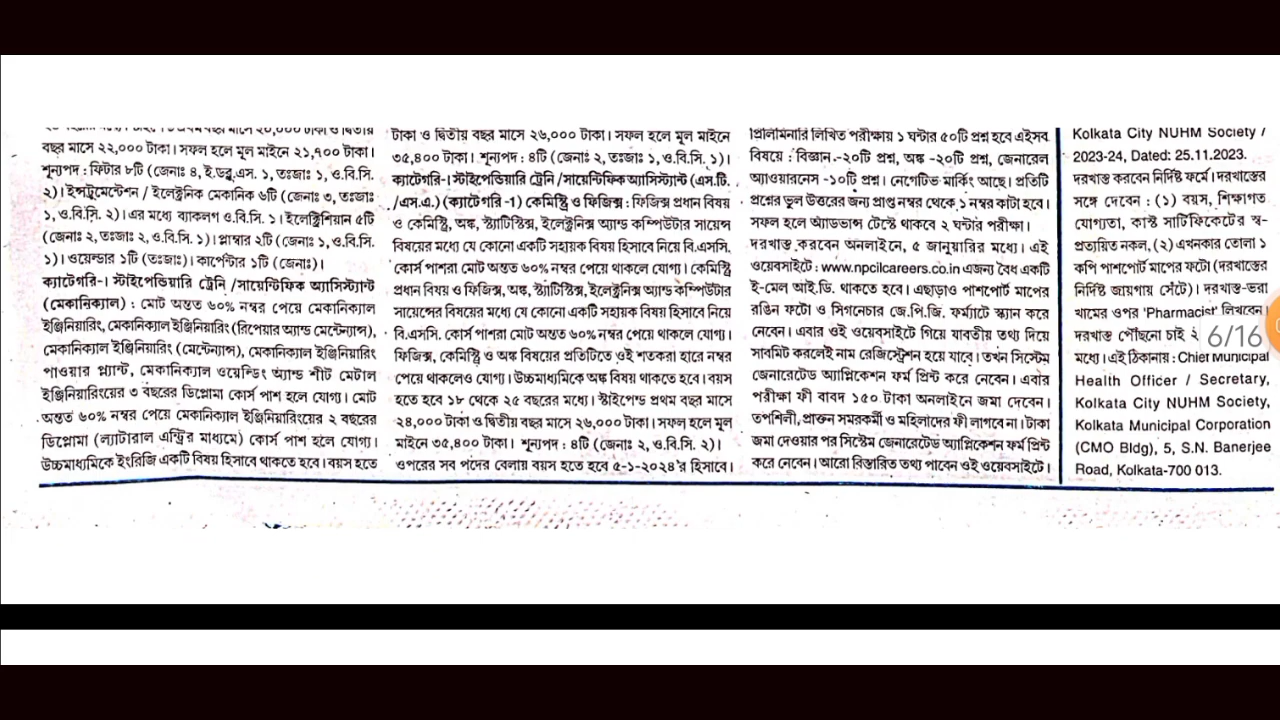 বছর মাসে ২২,০০০ টাকা। সফল হলে মূল মাইনে ২১,৭০০ টাকা।
শূন্যপদ : ফিটার ৮টি (জেনাঃ ৪, ই.ডব্লু.এস. ১, তঃজাঃ ১, ও.বি.সি.
২)। ইন্সট্রুমেন্টেশন / ইলেক্ট্রনিক মেকানিক ৬টি (জেনাঃ ৩, তঃজাঃ
১, ও.বি.সি. ২)। এর মধ্যে ব্যাকলগ ও.বি.সি. ১। ইলেক্ট্রিশিয়ান ৫টি
(জেনাঃ ২, তঃজাঃ ২, ও.বি.সি. ১)। প্লাম্বার ২টি (জেনাঃ ১, ও.বি.সি.
১)। ওয়েল্ডার ১টি (তঃজাঃ)। কার্পেন্টার ১টি (জেনাঃ)।
ক্যাটেগরি-। স্টাইপেন্ডিয়ারি ট্রেনি /সায়েন্টিফিক অ্যাসিস্ট্যান্ট
(মেকানিক্যাল) : মোট অন্তত ৬০% নম্বর পেয়ে মেকানিক্যাল
ইঞ্জিনিয়ারিং, মেকানিক্যাল ইঞ্জিনিয়ারিং (রিপেয়ার অ্যান্ড মেন্টেন্যান্স),
মেকানিক্যাল ইঞ্জিনিয়ারিং (মেন্টেন্যান্স), মেকানিক্যাল ইঞ্জিনিয়ারিং
পাওয়ার প্ল্যান্ট, মেকানিক্যাল ওয়েল্ডিং অ্যান্ড শীট মেটাল
ইঞ্জিনিয়ারিংয়ের ৩ বছরের ডিপ্লোমা কোর্স পাশ হলে যোগ্য। মোট
অন্তত ৬০% নম্বর পেয়ে মেকানিক্যাল ইঞ্জিনিয়ারিংয়ের ২ বছরের
ডিপ্লোমা (ল্যাটারাল এন্ট্রির মাধ্যমে) কোর্স পাশ হলে যোগ্য।
উচ্চমাধ্যমিকে ইংরিজি একটি বিষয় হিসাবে থাকতে হবে। বয়স হতে
টাকা ও দ্বিতীয় বছর মাসে ২৬,০০০ টাকা। সফল হলে মূল মাইনে
৩৫,৪০০ টাকা। শূন্যপদ : ৪টি (জেনাঃ ২, তঃজাঃ ১, ও.বি.সি. ১)।
ক্যাটেগরি-। স্টাইপেন্ডিয়ারি ট্রেনি /সায়েন্টিফিক অ্যাসিস্ট্যান্ট (এস.টি.
/এস.এ.) (ক্যাটেগরি -1) কেমিস্ট্রি ও ফিজিক্স : ফিজিক্স প্রধান বিষয়
ও কেমিস্ট্রি, অঙ্ক, স্ট্যাটিস্টিক্স, ইলেক্ট্রনিক্স অ্যান্ড কম্পিউটার সায়েন্স
বিষয়ের মধ্যে যে কোনো একটি সহায়ক বিষয় হিসাবে নিয়ে বি.এসসি.
কোর্স পাশরা মোট অন্তত ৬০% নম্বর পেয়ে থাকলে যোগ্য। কেমিস্ট্রি
প্রধান বিষয় ও ফিজিক্স, অঙ্ক, স্ট্যাটিস্টিক্স, ইলেক্ট্রনিক্স অ্যান্ড কম্পিউটার
সায়েন্সের বিষয়ের মধ্যে যে কোনো একটি সহায়ক বিষয় হিসাবে নিয়ে
বি.এসসি. কোর্স পাশরা মোট অন্তত ৬০% নম্বর পেয়ে থাকলে যোগ্য।
ফিজিক্স, কেমিস্ট্রি ও অঙ্ক বিষয়ের প্রতিটিতে ওই শতকরা হারে নম্বর
পেয়ে থাকলেও যোগ্য। উচ্চমাধ্যমিকে অঙ্ক বিষয় থাকতে হবে। বয়স
হতে হবে ১৮ থেকে ২৫ বছরের মধ্যে। স্টাইপেন্ড প্রথম বছর মাসে
২৪,০০০ টাকা ও দ্বিতীয় বছর মাসে ২৬,০০০ টাকা। সফল হলে মূল
মাইনে ৩৫,৪০০ টাকা। শূন্যপদ : ৪টি (জেনাঃ ২, ও.বি.সি. ২)।
ওপরের সব পদের বেলায় বয়স হতে হবে ৫-১-২০২৪'র হিসাবে।
প্রিলিমিনারি লিখিত পরীক্ষায় ১ ঘন্টার ৫০টি প্রশ্ন হবে এইসব
বিষয়ে : বিজ্ঞান.-২০টি প্রশ্ন, অঙ্ক -২০টি প্রশ্ন, জেনারেল
অ্যাওয়ারনেস -১০টি প্রশ্ন। নেগেটিভ মার্কিং আছে। প্রতিটি
প্রশ্নের ভুল উত্তরের জন্য প্রাপ্ত নম্বর থেকে ১ নম্বর কাটা হবে।
সফল হলে অ্যাডভান্স টেস্টে থাকবে ২ ঘন্টার পরীক্ষা।
দরখাস্ত করবেন অনলাইনে, ৫ জানুয়ারির মধ্যে। এই
ওয়েবসাইটে : www.npcilcareers.co.in এজন্য বৈধ একটি
ই-মেল আই.ডি. থাকতে হবে। এছাড়াও পাশপোর্ট মাপের
রঙিন ফটো ও সিগনেচার জে.পি.জি. ফর্ম্যাটে স্ক্যান করে
নেবেন। এবার ওই ওয়েবসাইটে গিয়ে যাবতীয় তথ্য দিয়ে
সাবমিট করলেই নাম রেজিস্ট্রেশন হয়ে যাবে। তখন সিস্টেম
জেনারেটেড অ্যাপ্লিকেশন ফর্ম প্রিন্ট করে নেবেন। এবার
পরীক্ষা ফী বাবদ ১৫০ টাকা অনলাইনে জমা দেবেন।
তপশিলী, প্রাক্তন সমরকর্মী ও মহিলাদের ফী লাগবে না। টাকা
জমা দেওয়ার পর সিস্টেম জেনারেটেড অ্যাপ্লিকেশন ফর্ম প্রিন্ট
করে নেবেন। আরো বিস্তারিত তথ্য পাবেন ওই ওয়েবসাইটে।
Kolkata City NUHM Society /
2023-24, Dated: 25.11.2023.
দরখাস্ত করবেন নির্দিষ্ট ফর্মে। দরখাস্তের
সঙ্গে দেবেন : (১) বয়স, শিক্ষাগত
যোগ্যতা, কাস্ট সার্টিফিকেটের স্ব-
প্রত্যয়িত নকল, (২) এখনকার তোলা ১
কপি পাশপোর্ট মাপের ফটো (দরখাস্তের
নির্দিষ্ট জায়গায় সেঁটে)। দরখাস্ত-ভরা
খামের ওপর 'Pharmacist' লিখবেন।
দরখাস্ত পৌঁছনো চাই ২
6/16
মধ্যে। এই ঠিকানায় : Chief Municipal
Health Officer / Secretary,
Kolkata City NUHM Society,
Kolkata Municipal Corporation
(CMO Bldg), 5, S.N. Banerjee
Road, Kolkata-700 013.